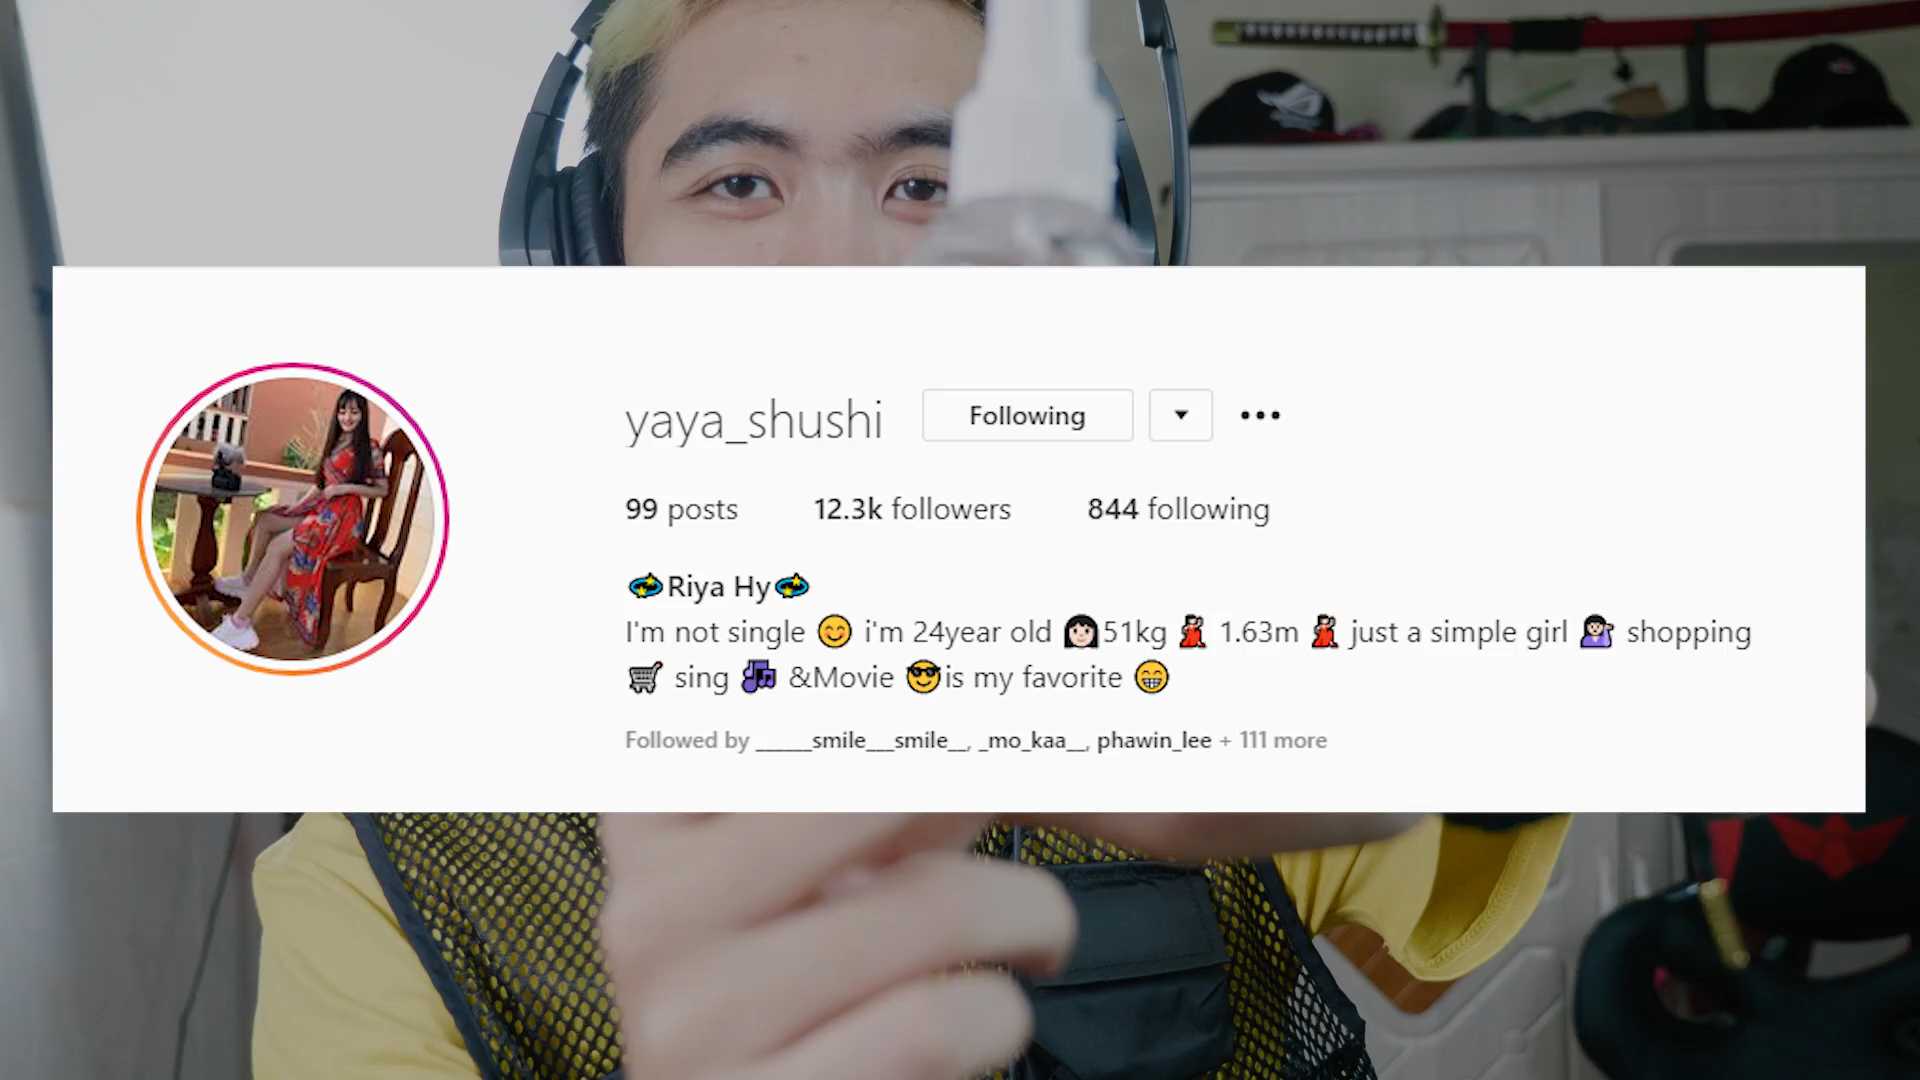 yaya_shushi Following
99 posts 12.3k followers 844 following
💫Riya Hy💫
I'm not single 😊 i'm 24year old 👩🏻51kg 💃🏻 1.63m 💃🏻 just a simple girl 💁🏻‍♀️ shopping
🛒 sing 🎶 &Movie 😎is my favorite 😁
Followed by ______smile___smile__, _mo_kaa__, phawin_lee + 111 more